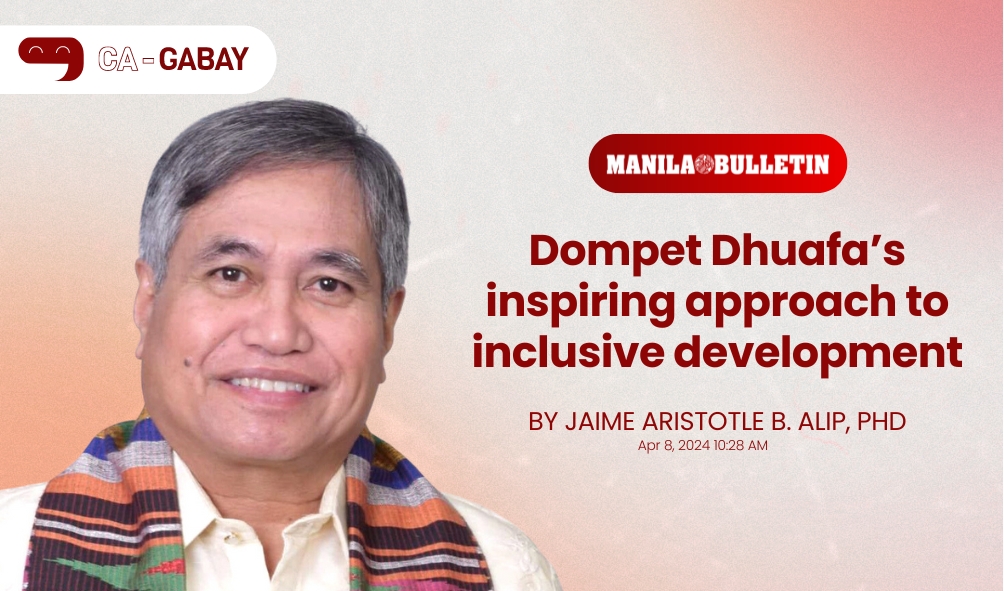 CA-GABAY
MANILA BULLETIN
Dompet Dhuafa’s
inspiring approach to
inclusive development
BY JAIME ARISTOTLE B. ALIP, PHD
Apr 8, 2024 10:28 AM